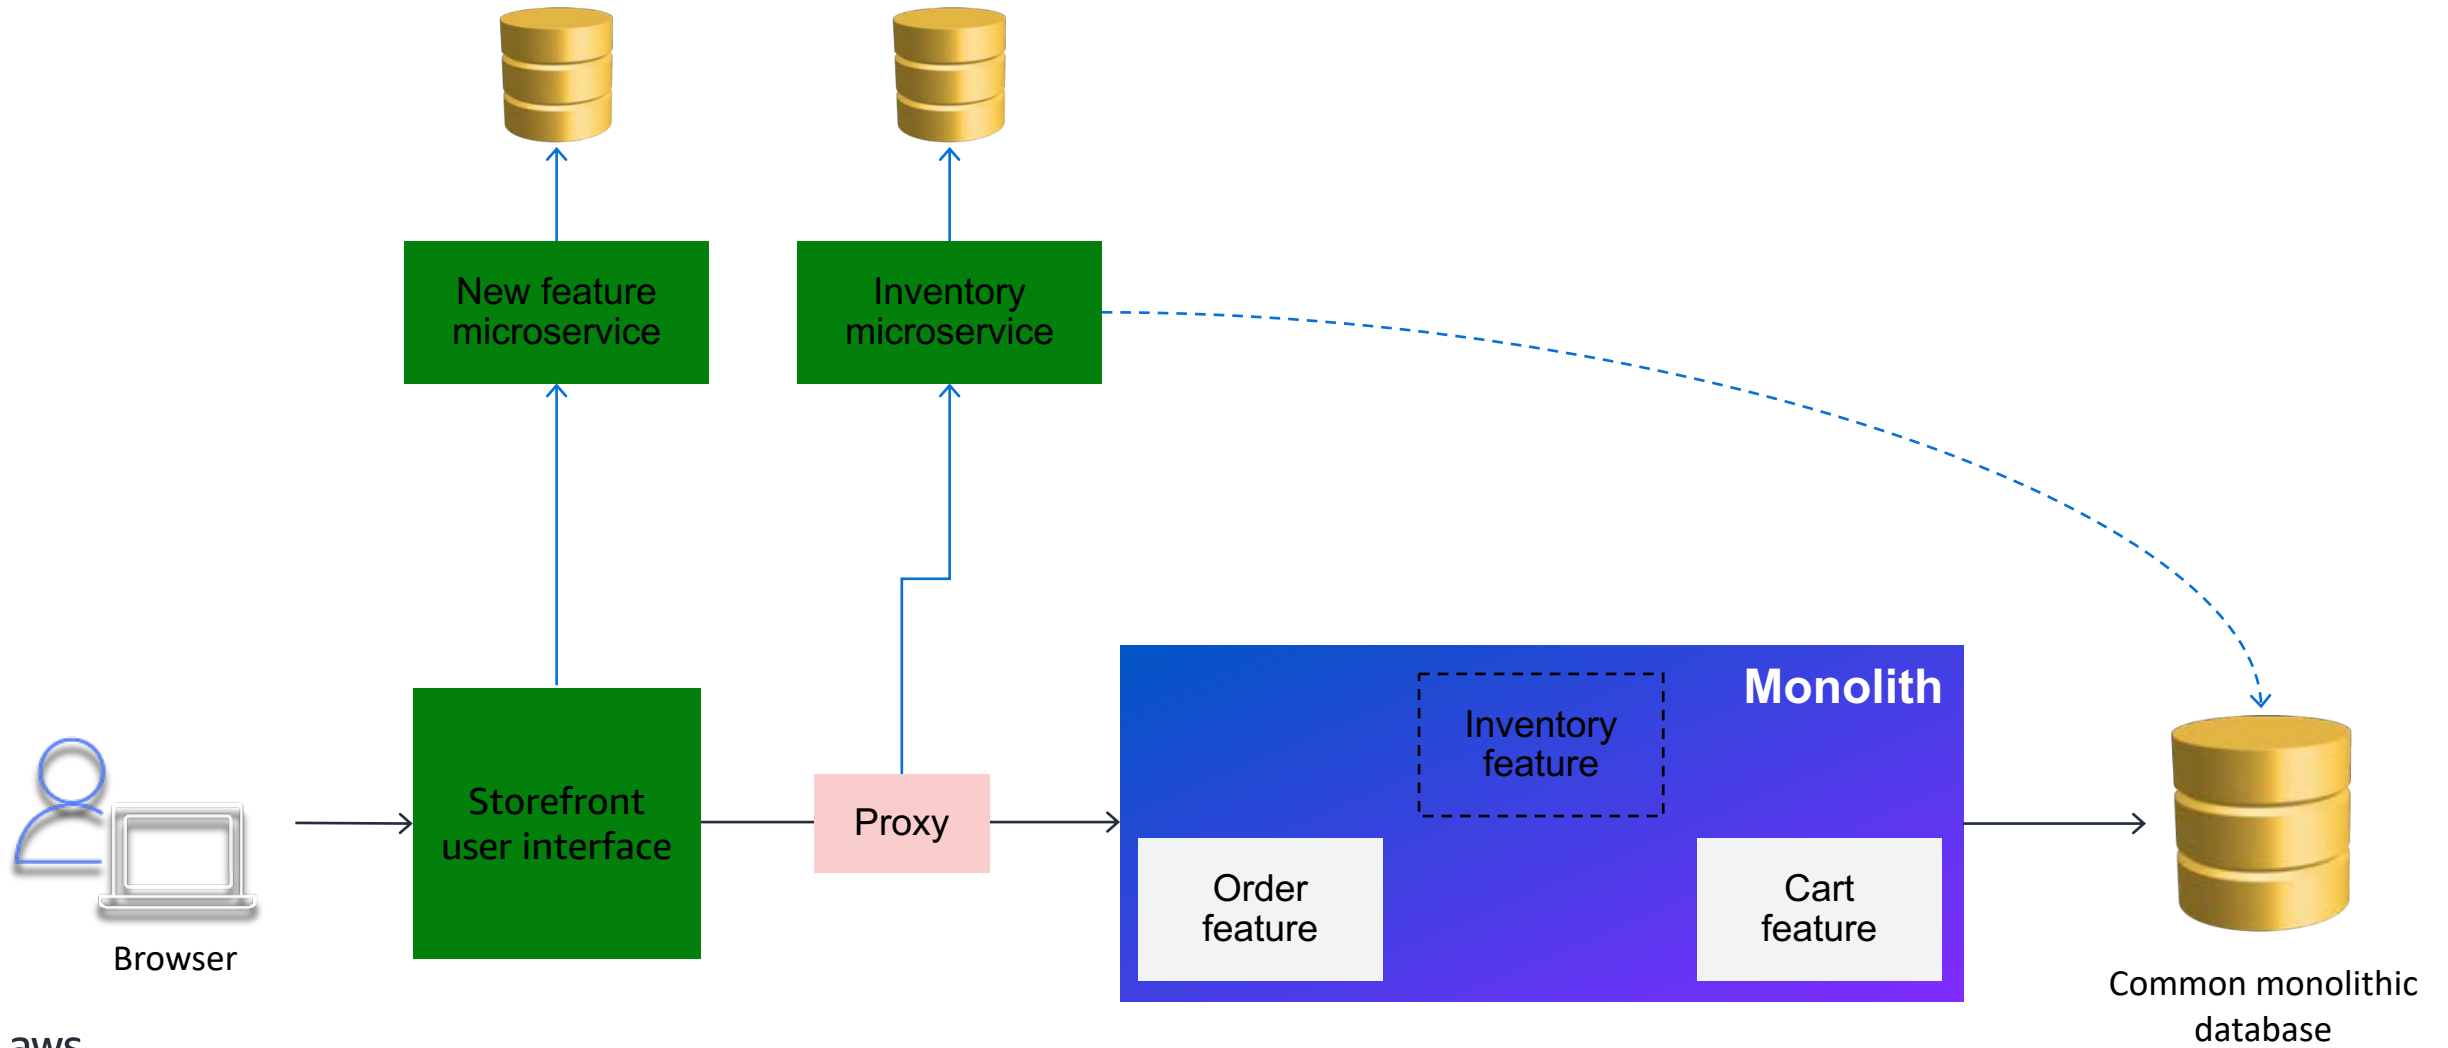 New feature
microservice
Inventory
microservice
Monolith
Inventory
feature
Storefront
user interface
Proxy
Order
feature
Cart
feature
Browser
Common monolithic
database
aws